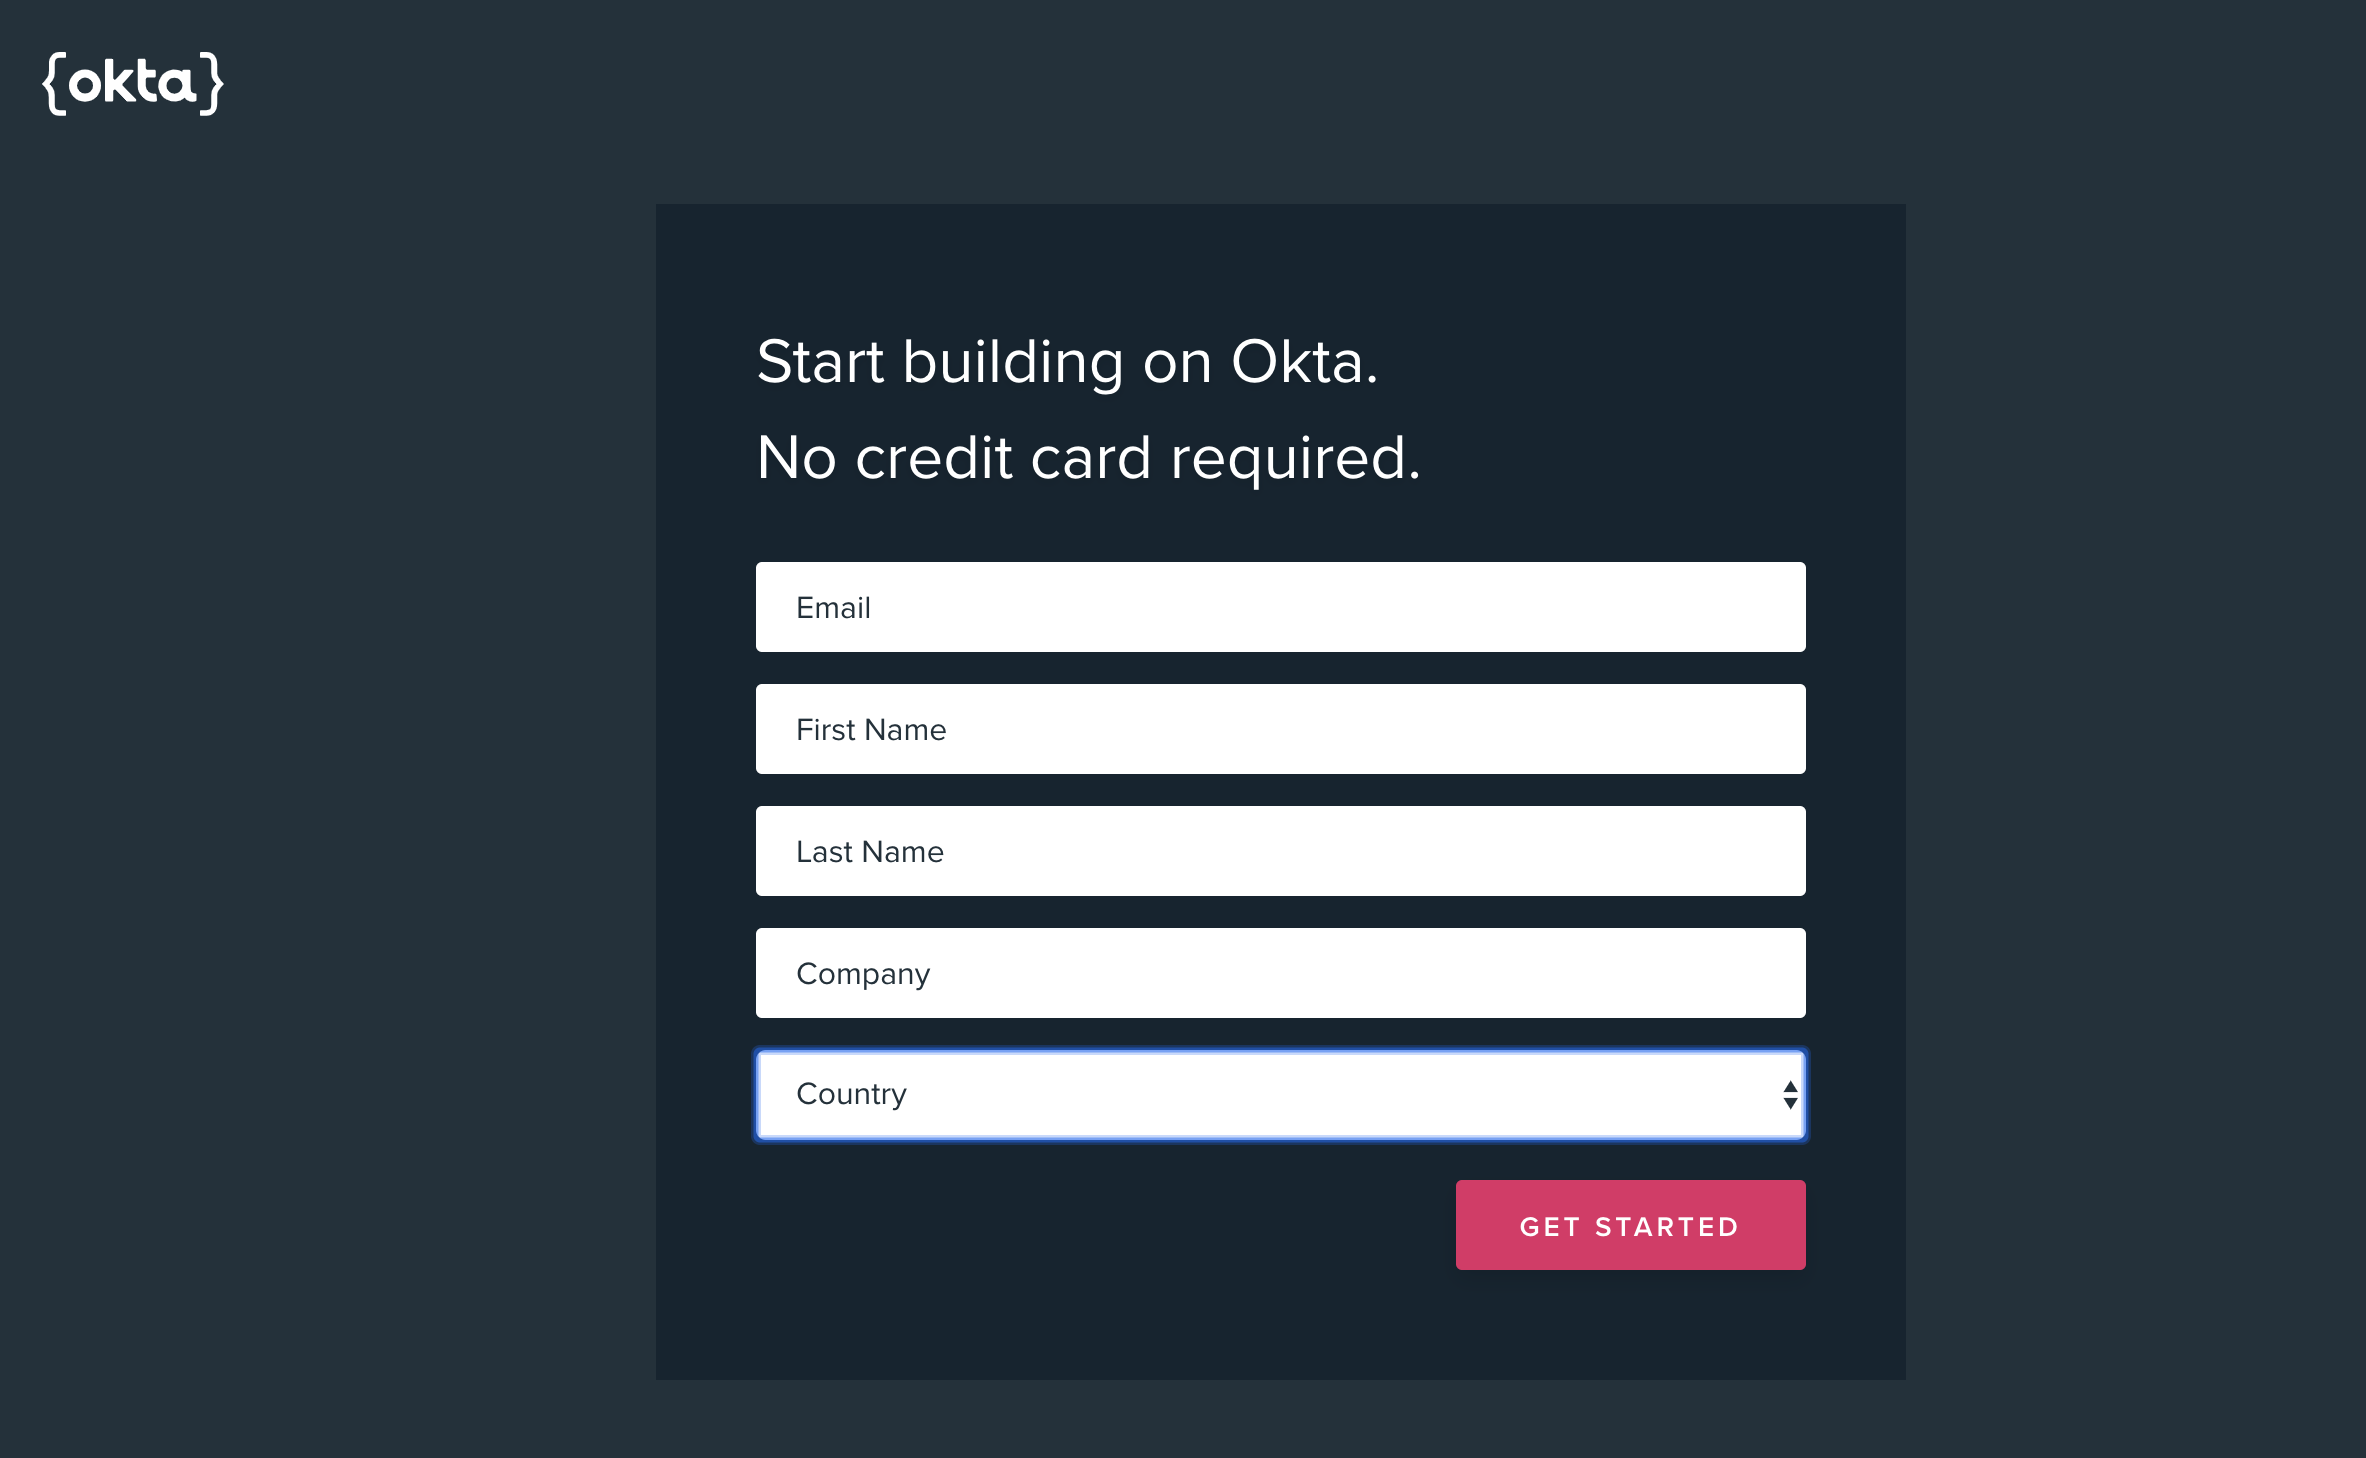 {okta}
Start building on Okta.
No credit card required.
Email
First Name
Last Name
Company
Country
GET STARTED